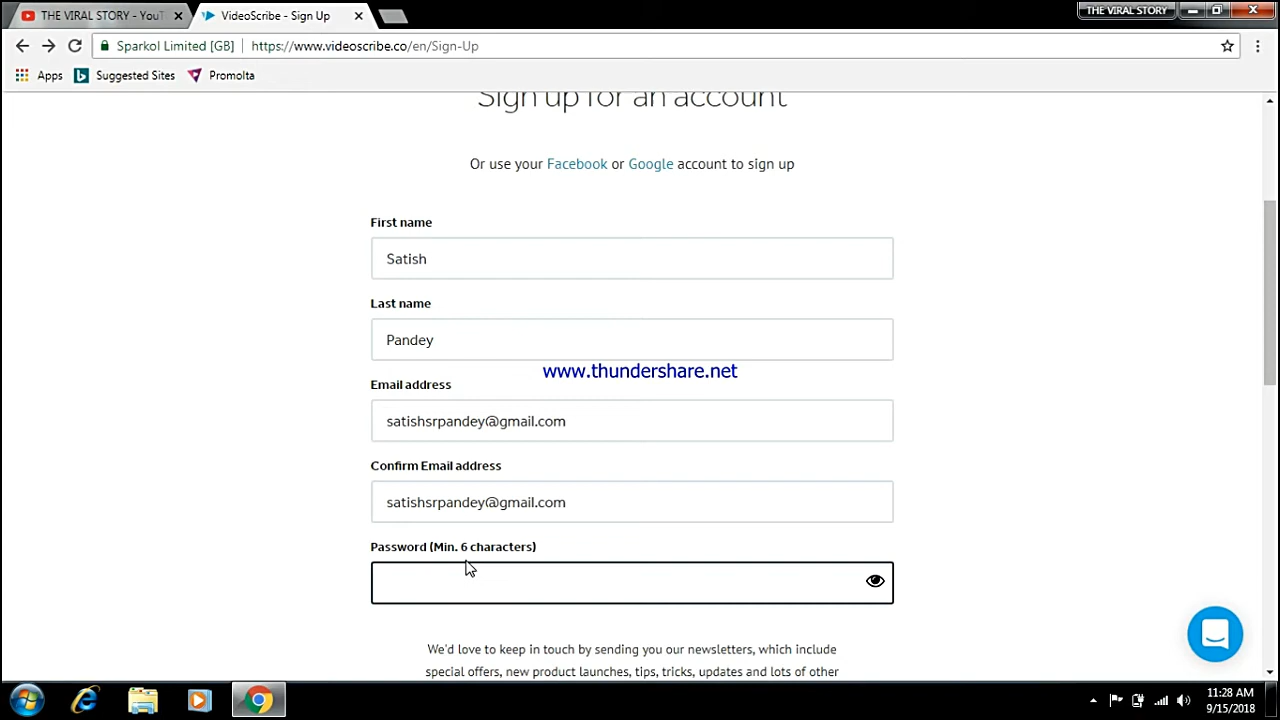 THE VIRAL STORY - YouT
VideoScribe - Sign Up
THE VIRAL STORY
Sparkol Limited [GB]
https://www.videoscribe.co/en/Sign-Up
Apps
Suggested Sites
Promolta
Sign up for an account
Or use your Facebook or Google account to sign up
First name
Satish
Last name
Pandey
www.thundershare.net
Email address
satishsrpandey@gmail.com
Confirm Email address
satishsrpandey@gmail.com
Password (Min. 6 characters)
We'd love to keep in touch by sending you our newsletters, which include
special offers, new product launches, tips, tricks, updates and lots of other
11:28 AM
9/15/2018